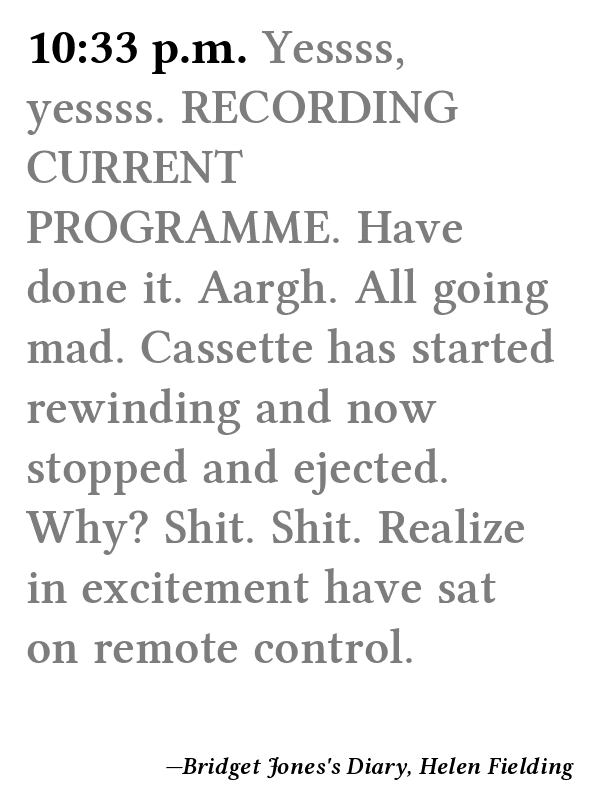 10:33 p.m. Yessss,
yessss. RECORDING
CURRENT
PROGRAMME. Have
done it. Aargh. All going
mad. Cassette has started
rewinding and now
stopped and ejected.
Why? Shit. Shit. Realize
in excitement have sat
on remote control.
—Bridget Jones's Diary, Helen Fielding